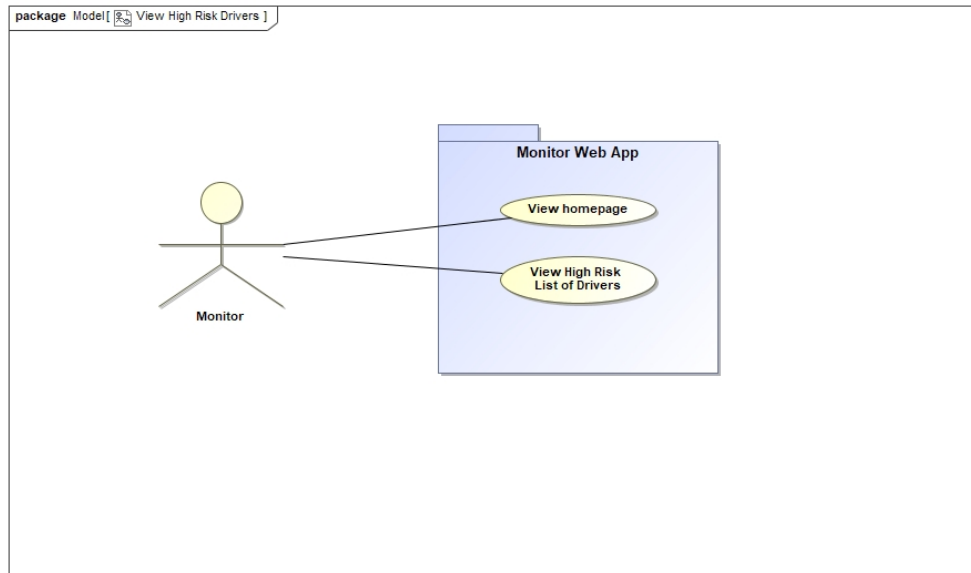 package Model[ View High Risk Drivers ]
Monitor Web App
View homepage
View High Risk
List of Drivers
Monitor